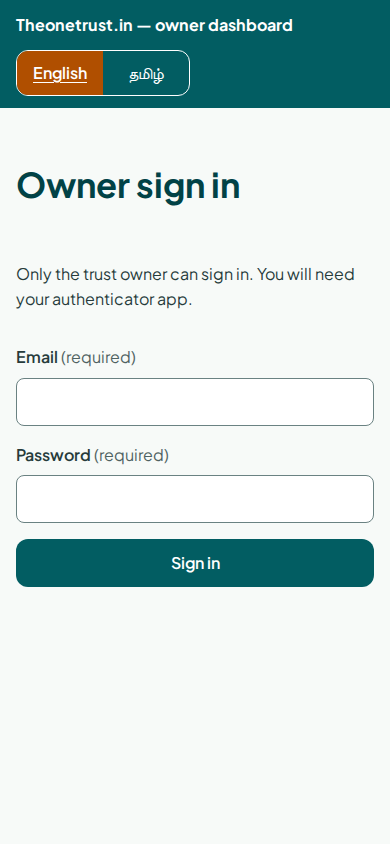 Theonetrust.in — owner dashboard
English
தமிழ்
Owner sign in
Only the trust owner can sign in. You will need
your authenticator app.
Email (required)
Password (required)
Sign in